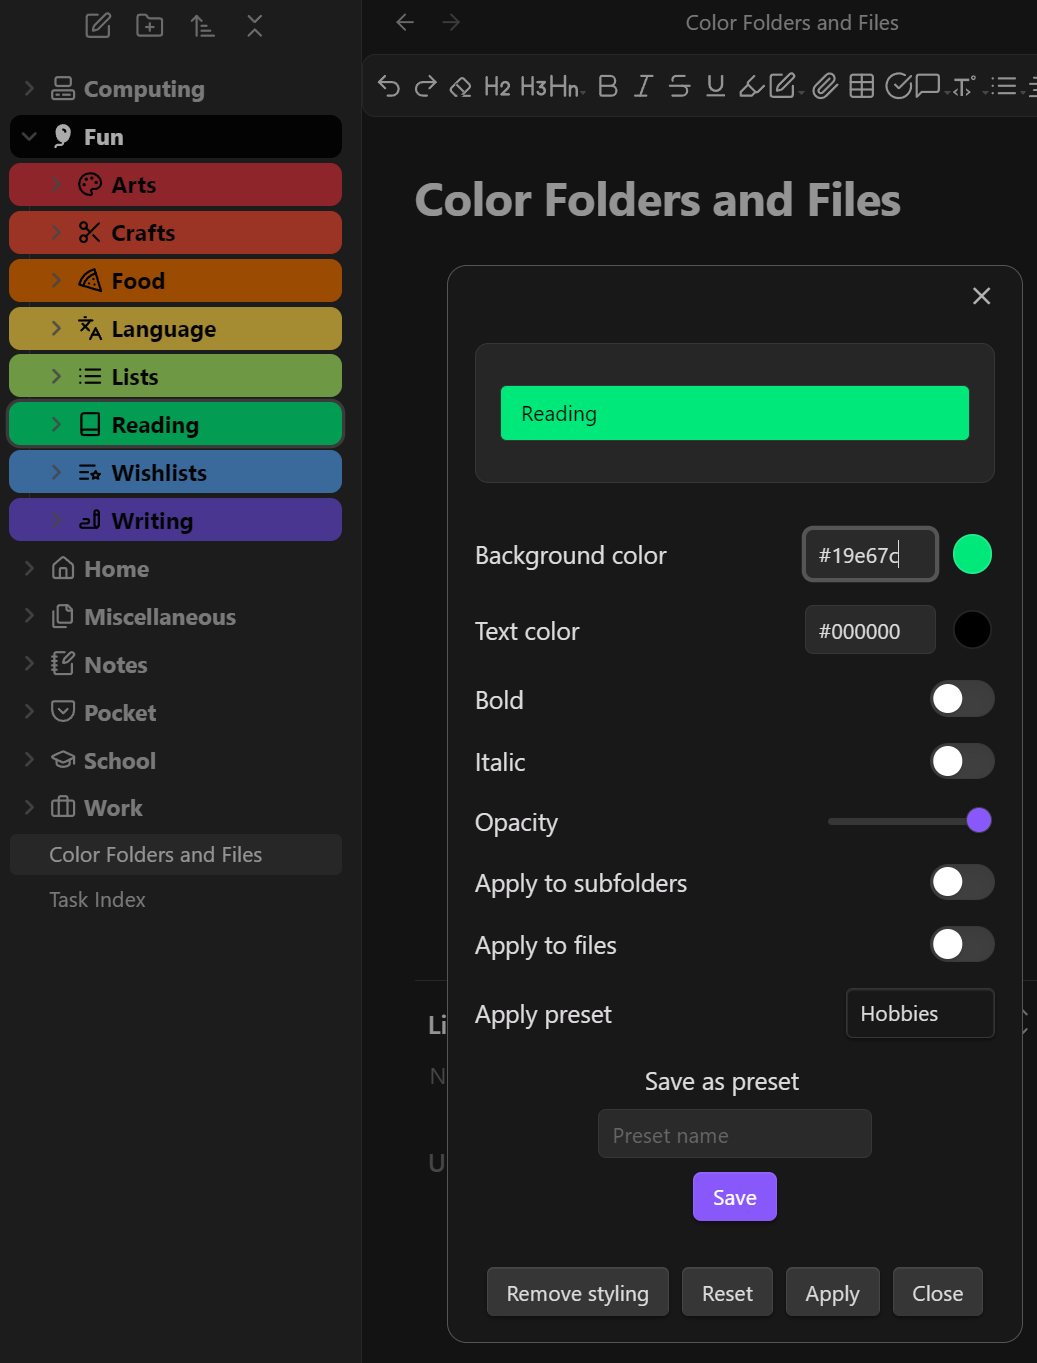 Color Folders and Files
Computing
Fun
Arts
Crafts
Food
Language
Lists
Reading
Wishlists
Writing
Home
Miscellaneous
Notes
Pocket
School
Work
Color Folders and Files
Task Index
H2 H3 Hn B I S U T
Color Folders and Files
Reading
Background color #19e67c
Text color #000000
Bold
Italic
Opacity
Apply to subfolders
Apply to files
Apply preset Hobbies
Save as preset
Preset name
Save
Remove styling Reset Apply Close
Li
N
U